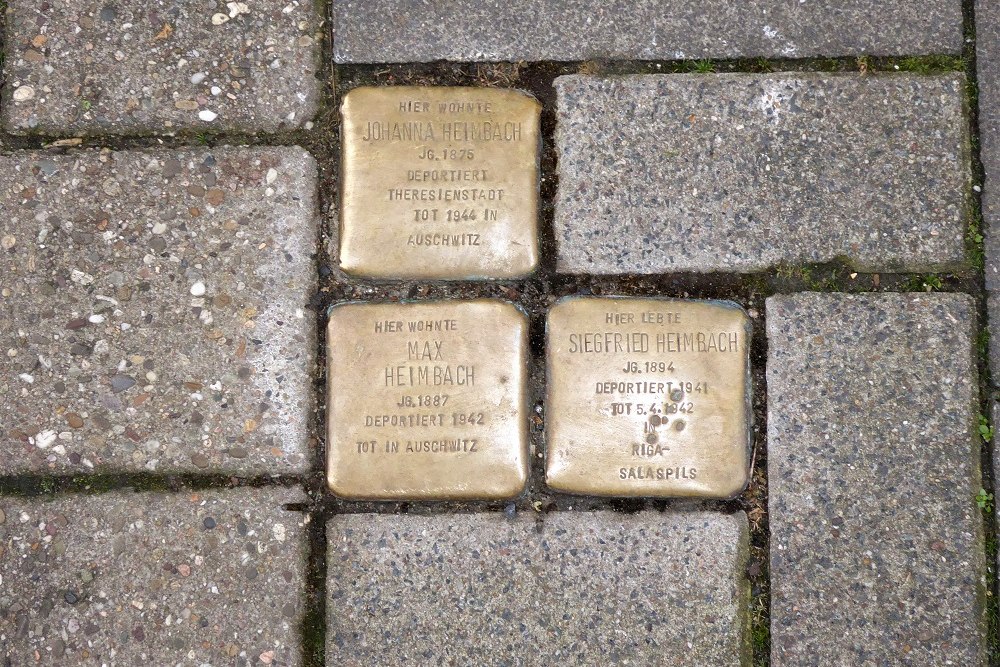 HIER WOHNTE
JOHANNA HEIMBACH
JG. 1875
DEPORTIERT
THERESIENSTADT
TOT 1944 IN
AUSCHWITZ
HIER WOHNTE
MAX
HEIMBACH
JG. 1887
DEPORTIERT 1942
TOT IN AUSCHWITZ
HIER LEBTE
SIEGFRIED HEIMBACH
JG. 1894
DEPORTIERT 1941
TOT 5.4.1942
IN
RIGA-
SALASPILS